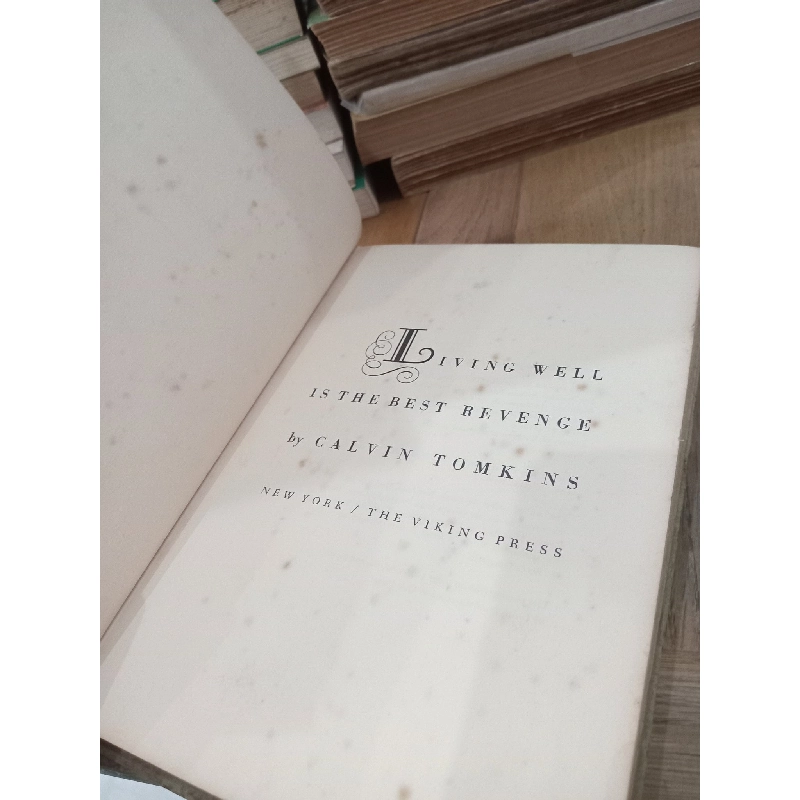 LIVING WELL
IS THE BEST REVENGE
by CALVIN TOMKINS
NEW YORK / THE VIKING PRESS